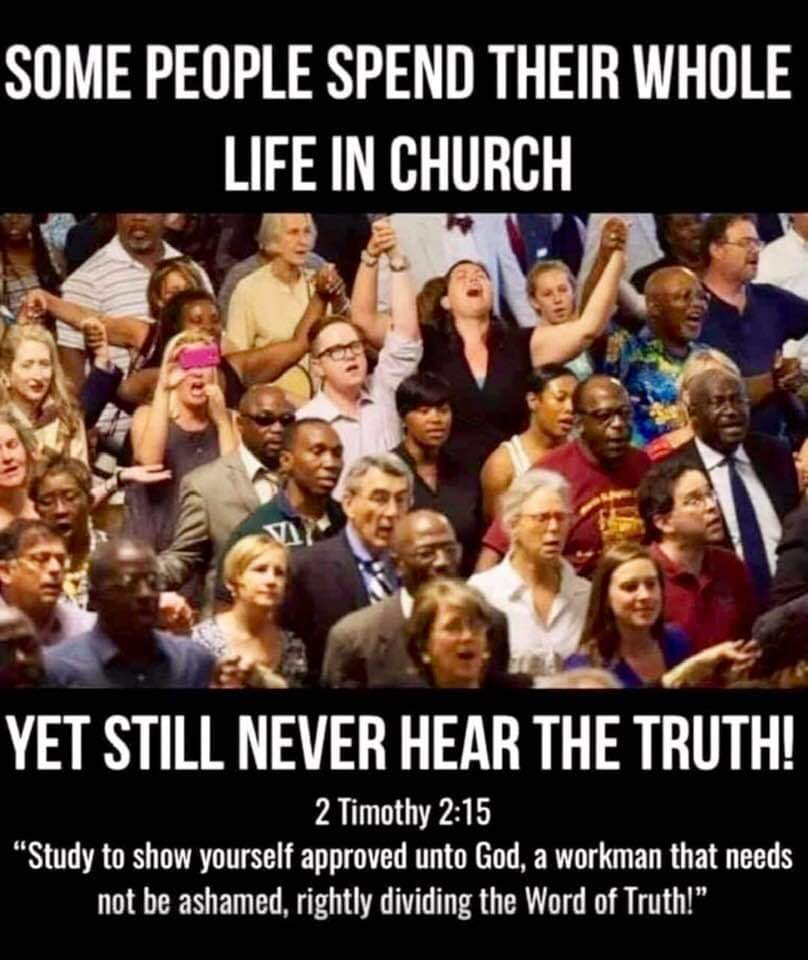 SOME PEOPLE SPEND THEIR WHOLE
LIFE IN CHURCH
VI
YET STILL NEVER HEAR THE TRUTH!
2 Timothy 2:15
“Study to show yourself approved unto God, a workman that needs
not be ashamed, rightly dividing the Word of Truth!”